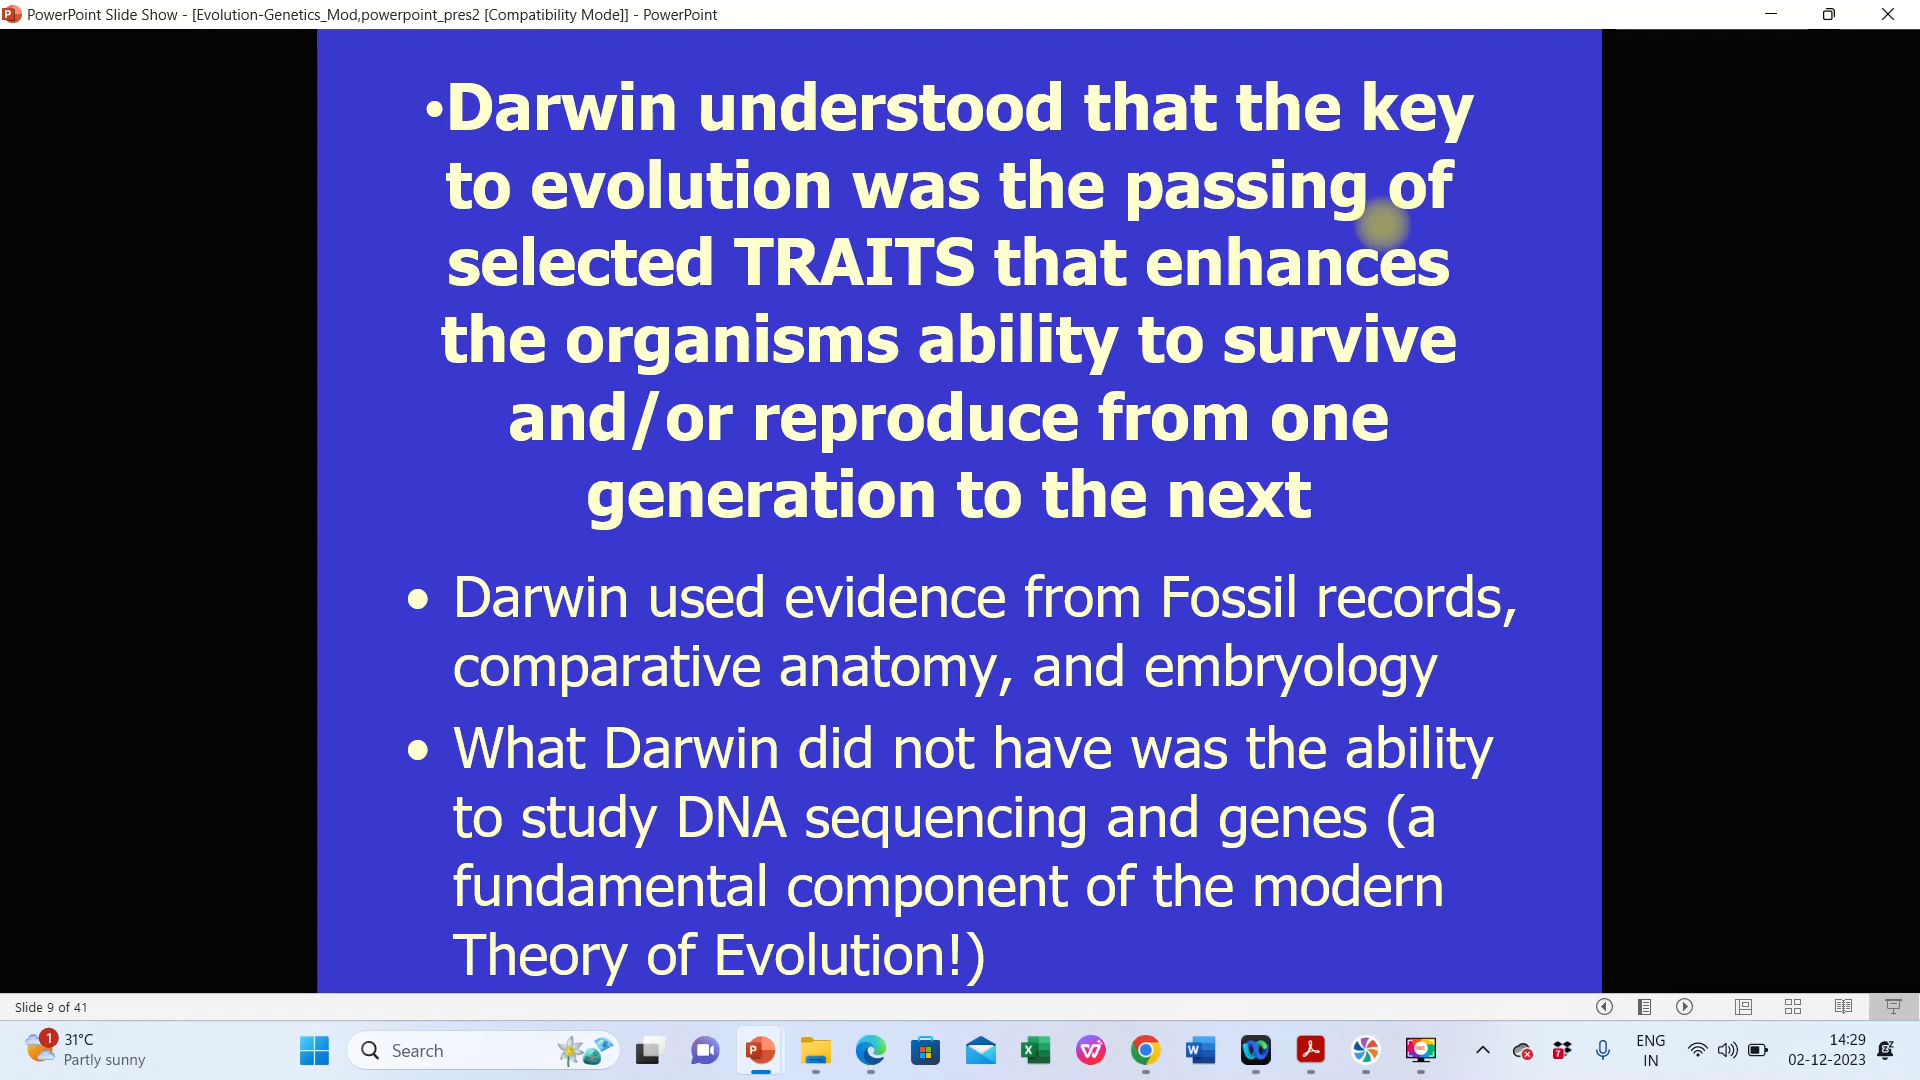 PowerPoint Slide Show - [Evolution-Genetics_Mod,powerpoint_pres2 [Compatibility Mode]] - PowerPoint
•Darwin understood that the key
to evolution was the passing of
selected TRAITS that enhances
the organisms ability to survive
and/or reproduce from one
generation to the next
• Darwin used evidence from Fossil records,
comparative anatomy, and embryology
• What Darwin did not have was the ability
to study DNA sequencing and genes (a
fundamental component of the modern
Theory of Evolution!)
Slide 9 of 41
1
31°C
Partly sunny
Search
7
ENG
IN
14:29
02-12-2023